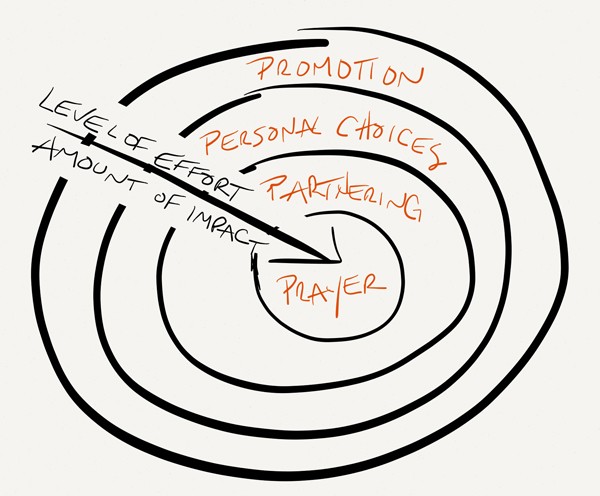 PROMOTION
LEVEL OF EFFORT
AMOUNT OF IMPACT
PERSONAL CHOICES
PARTNERING
PRAYER